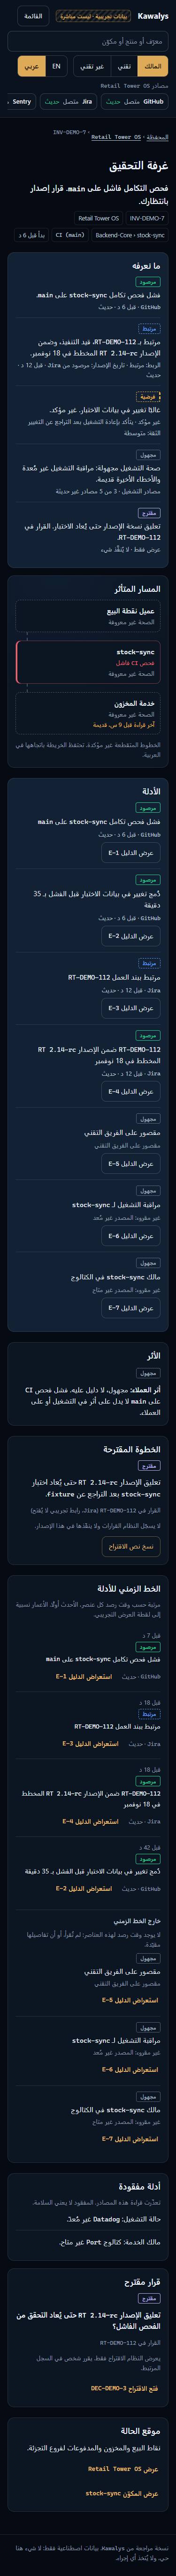 Kawalys
بيانات تجريبية · ليست مباشرة
القائمة
معرّف أو منتج أو مكوّن
المالك
تقني
غير تقني
EN
عربي
مصادر Retail Tower OS
GitHub متصل حديث
Jira متصل حديث
Sentry
المحفظة · Retail Tower OS · INV-DEMO-7
غرفة التحقيق
فحص التكامل فاشل على main. قرار إصدار
بانتظارك.
INV-DEMO-7
Retail Tower OS
Backend-Core › stock-sync
CI (main)
بدأ قبل 6 د
ما نعرفه
مرصود
فشل فحص تكامل stock-sync على main.
GitHub · قبل 6 د · حديث
مرتبط
مرتبط بـ RT-DEMO-112، قيد التنفيذ، وضمن
الإصدار RT 2.14-rc المخطط في 18 نوفمبر.
الربط: مرتبط · تاريخ الإصدار: مرصود من Jira · قبل 12 د ·
حديث
فرضية
غالبًا تغيير في بيانات الاختبار. غير مؤكد.
غير مؤكد · يتأكد بإعادة التشغيل بعد التراجع عن التغيير
الثقة: متوسطة
مجهول
صحة التشغيل مجهولة: مراقبة التشغيل غير مُعدة
والأخطاء الأخيرة قديمة.
مصادر التشغيل · 3 من 5 مصادر غير حديثة
مقترح
تعليق نسخة الإصدار حتى يُعاد الاختبار. القرار في
RT-DEMO-112.
عرض فقط · لا يُنفَّذ شيء
المسار المتأثر
عميل نقطة البيع
الصحة غير معروفة
stock-sync
فحص CI فاشل
الصحة غير معروفة
خدمة المخزون
الصحة غير معروفة
آخر قراءة قبل 9 س، قديمة
الخطوط المتقطعة غير مؤكدة. تحتفظ الخريطة باتجاهها في
العربية.
الأدلة
مرصود
فشل فحص تكامل stock-sync على main
GitHub · قبل 6 د · حديث
عرض الدليل E-1
مرصود
دُمج تغيير في بيانات الاختبار قبل الفشل بـ 35
دقيقة
GitHub · قبل 6 د · حديث
عرض الدليل E-2
مرتبط
مرتبط ببند العمل RT-DEMO-112
Jira · قبل 12 د · حديث
عرض الدليل E-3
مرصود
RT-DEMO-112 ضمن الإصدار RT 2.14-rc
المخطط في 18 نوفمبر
Jira · قبل 12 د · حديث
عرض الدليل E-4
مجهول
مقصور على الفريق التقني
مقصور على الفريق التقني
عرض الدليل E-5
مجهول
مراقبة التشغيل لـ stock-sync
غير مقروء: المصدر غير مُعد
عرض الدليل E-6
مجهول
مالك stock-sync في الكتالوج
غير مقروء: المصدر غير متاح
عرض الدليل E-7
الأثر
مجهول
أثر العملاء: مجهول. لا دليل عليه. فشل فحص CI
على main لا يدل على أثر في التشغيل أو على
العملاء.
الخطوة المقترحة
مقترح
تعليق الإصدار RT 2.14-rc حتى يُعاد اختبار
stock-sync بعد التراجع عن fixture.
القرار في RT-DEMO-112 (Jira، رابط تجريبي لا يُفتح)
لا يسجّل النظام القرارات ولا ينفّذها في هذا الإصدار.
نسخ نص الاقتراح
الخط الزمني للأدلة
مرتبة حسب وقت رصد كل عنصر، الأحدث أولًا. الأعمار نسبية
إلى لقطة العرض التجريبي.
قبل 7 د
مرصود
فشل فحص تكامل stock-sync على main
GitHub · حديث
استعراض الدليل E-1
قبل 18 د
مرتبط
مرتبط ببند العمل RT-DEMO-112
Jira · حديث
استعراض الدليل E-3
قبل 18 د
مرصود
RT-DEMO-112 ضمن الإصدار RT 2.14-rc المخطط
في 18 نوفمبر
Jira · حديث
استعراض الدليل E-4
قبل 42 د
مرصود
دُمج تغيير في بيانات الاختبار قبل الفشل بـ 35 دقيقة
GitHub · حديث
استعراض الدليل E-2
خارج الخط الزمني
لا يوجد وقت رصد لهذه العناصر: لم تُقرأ، أو أن تفاصيلها
مقيّدة.
مجهول
مقصور على الفريق التقني
مقصور على الفريق التقني
استعراض الدليل E-5
مجهول
مراقبة التشغيل لـ stock-sync
غير مقروء: المصدر غير مُعد
استعراض الدليل E-6
مجهول
مالك stock-sync في الكتالوج
غير مقروء: المصدر غير متاح
استعراض الدليل E-7
أدلة مفقودة
تعذّرت قراءة هذه المصادر. المفقود لا يعني السلامة.
حالة التشغيل: Datadog غير مُعدّ.
مالك الخدمة: كتالوج Port غير متاح.
قرار مقترح
مقترح
تعليق الإصدار RT 2.14-rc حتى يُعاد التحقق من
الفحص الفاشل؟
القرار في RT-DEMO-112
يعرض النظام الاقتراح فقط. يقرر شخص في السجل
المرتبط.
فتح الاقتراح DEC-DEMO-3
موقع الحالة
نقاط البيع والمخزون والمدفوعات لفروع التجزئة.
عرض Retail Tower OS
عرض المكوّن stock-sync
نسخة مراجعة من Kawalys. بيانات اصطناعية فقط: لا شيء هنا
حي، ولا يُتخذ أي إجراء.